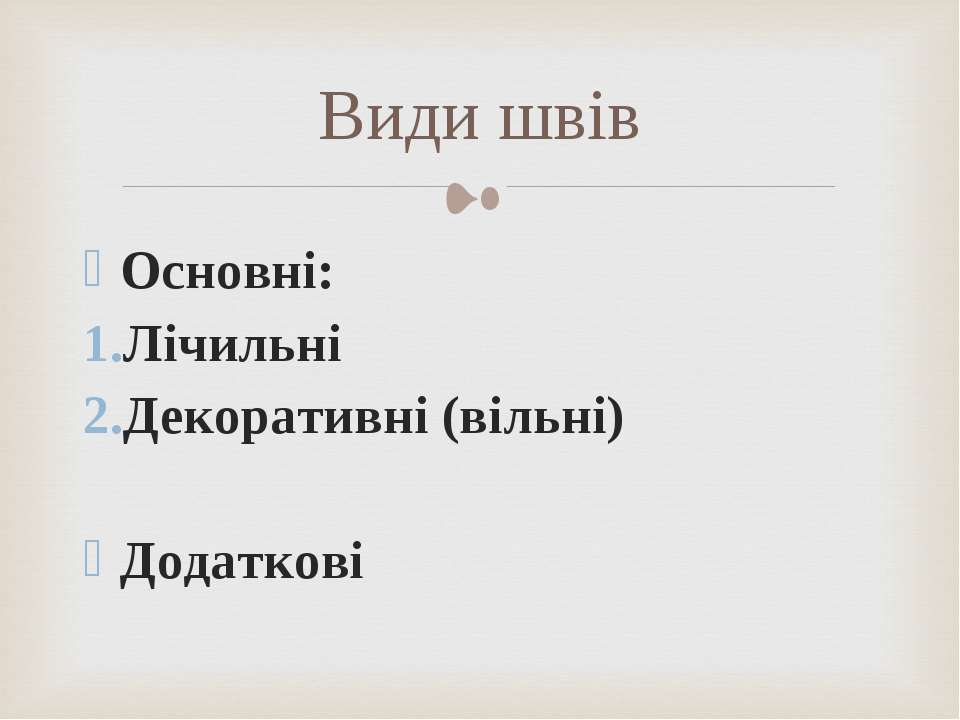 Види швів
Основні:
1.Лічильні
2.Декоративні (вільні)
Додаткові